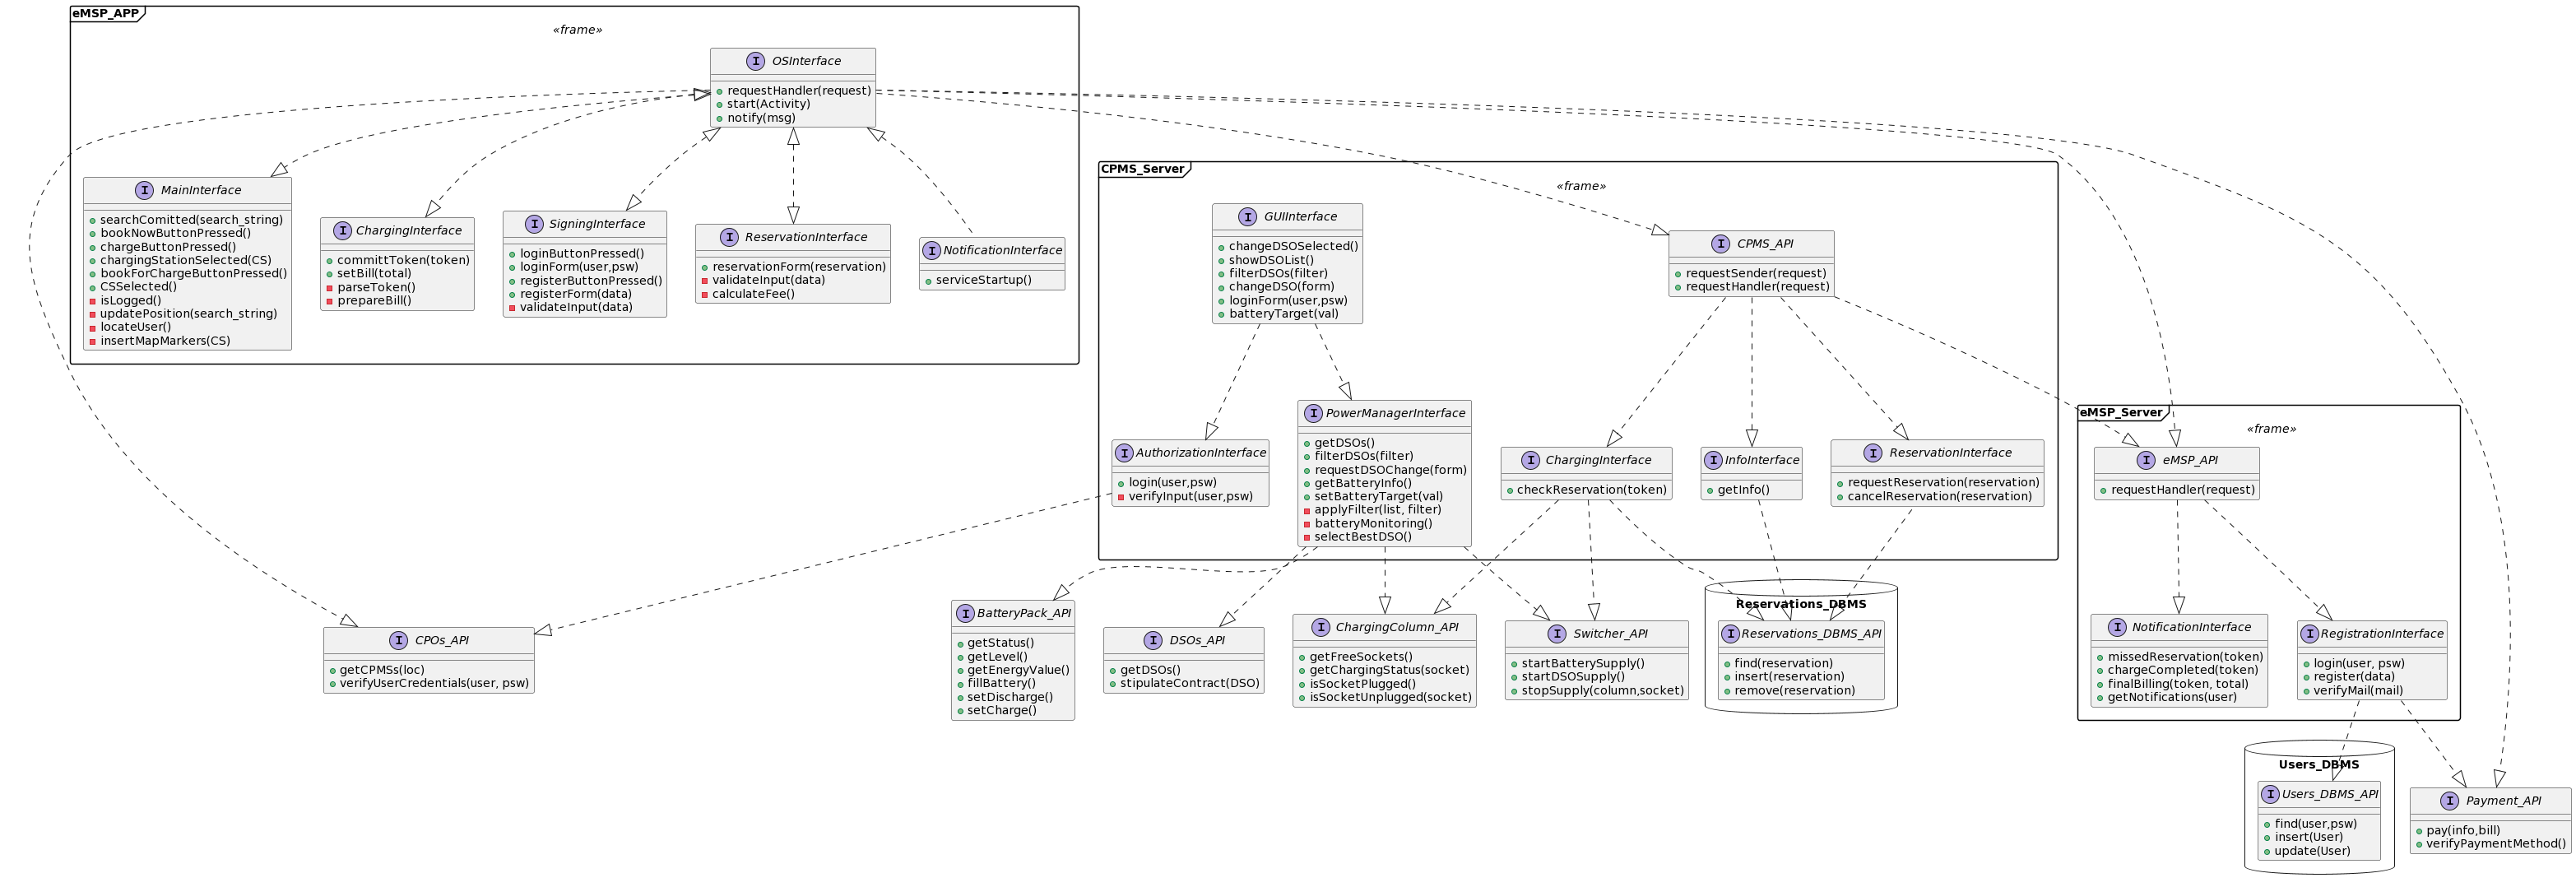 eMSP_APP
«frame»
I OSInterface
requestHandler(request)
start(Activity)
notify(msg)
I MainInterface
searchComitted(search_string)
bookNowButtonPressed()
chargeButtonPressed()
chargingStationSelected(CS)
bookForChargeButtonPressed()
CSSelected()
isLogged()
updatePosition(search_string)
locateUser()
insertMapMarkers(CS)
I ChargingInterface
committToken(token)
setBill(total)
parseToken()
prepareBill()
I SigningInterface
loginButtonPressed()
loginForm(user,psw)
registerButtonPressed()
registerForm(data)
validateInput(data)
I ReservationInterface
reservationForm(reservation)
validateInput(data)
calculateFee()
I NotificationInterface
serviceStartup()
CPMS_Server
«frame»
I GUIInterface
changeDSOSelected()
showDSOList()
filterDSOs(filter)
changeDSO(form)
loginForm(user,psw)
batteryTarget(val)
I CPMS_API
requestSender(request)
requestHandler(request)
I AuthorizationInterface
login(user,psw)
verifyInput(user,psw)
I PowerManagerInterface
getDSOs()
filterDSOs(filter)
requestDSOChange(form)
getBatteryInfo()
setBatteryTarget(val)
applyFilter(list, filter)
batteryMonitoring()
selectBestDSO()
I ChargingInterface
checkReservation(token)
I InfoInterface
getInfo()
I ReservationInterface
requestReservation(reservation)
cancelReservation(reservation)
eMSP_Server
«frame»
I eMSP_API
requestHandler(request)
I NotificationInterface
missedReservation(token)
chargeCompleted(token)
finalBilling(token, total)
getNotifications(user)
I RegistrationInterface
login(user, psw)
register(data)
verifyMail(mail)
I CPOs_API
getCPMSs(loc)
verifyUserCredentials(user, psw)
I BatteryPack_API
getStatus()
getLevel()
getEnergyValue()
fillBattery()
setDischarge()
setCharge()
I DSOs_API
getDSOs()
stipulateContract(DSO)
I ChargingColumn_API
getFreeSockets()
getChargingStatus(socket)
isSocketPlugged()
isSocketUnplugged(socket)
I Switcher_API
startBatterySupply()
startDSOSupply()
stopSupply(column,socket)
Reservations_DBMS
I Reservations_DBMS_API
find(reservation)
insert(reservation)
remove(reservation)
Users_DBMS
I Users_DBMS_API
find(user,psw)
insert(User)
update(User)
I Payment_API
pay(info,bill)
verifyPaymentMethod()